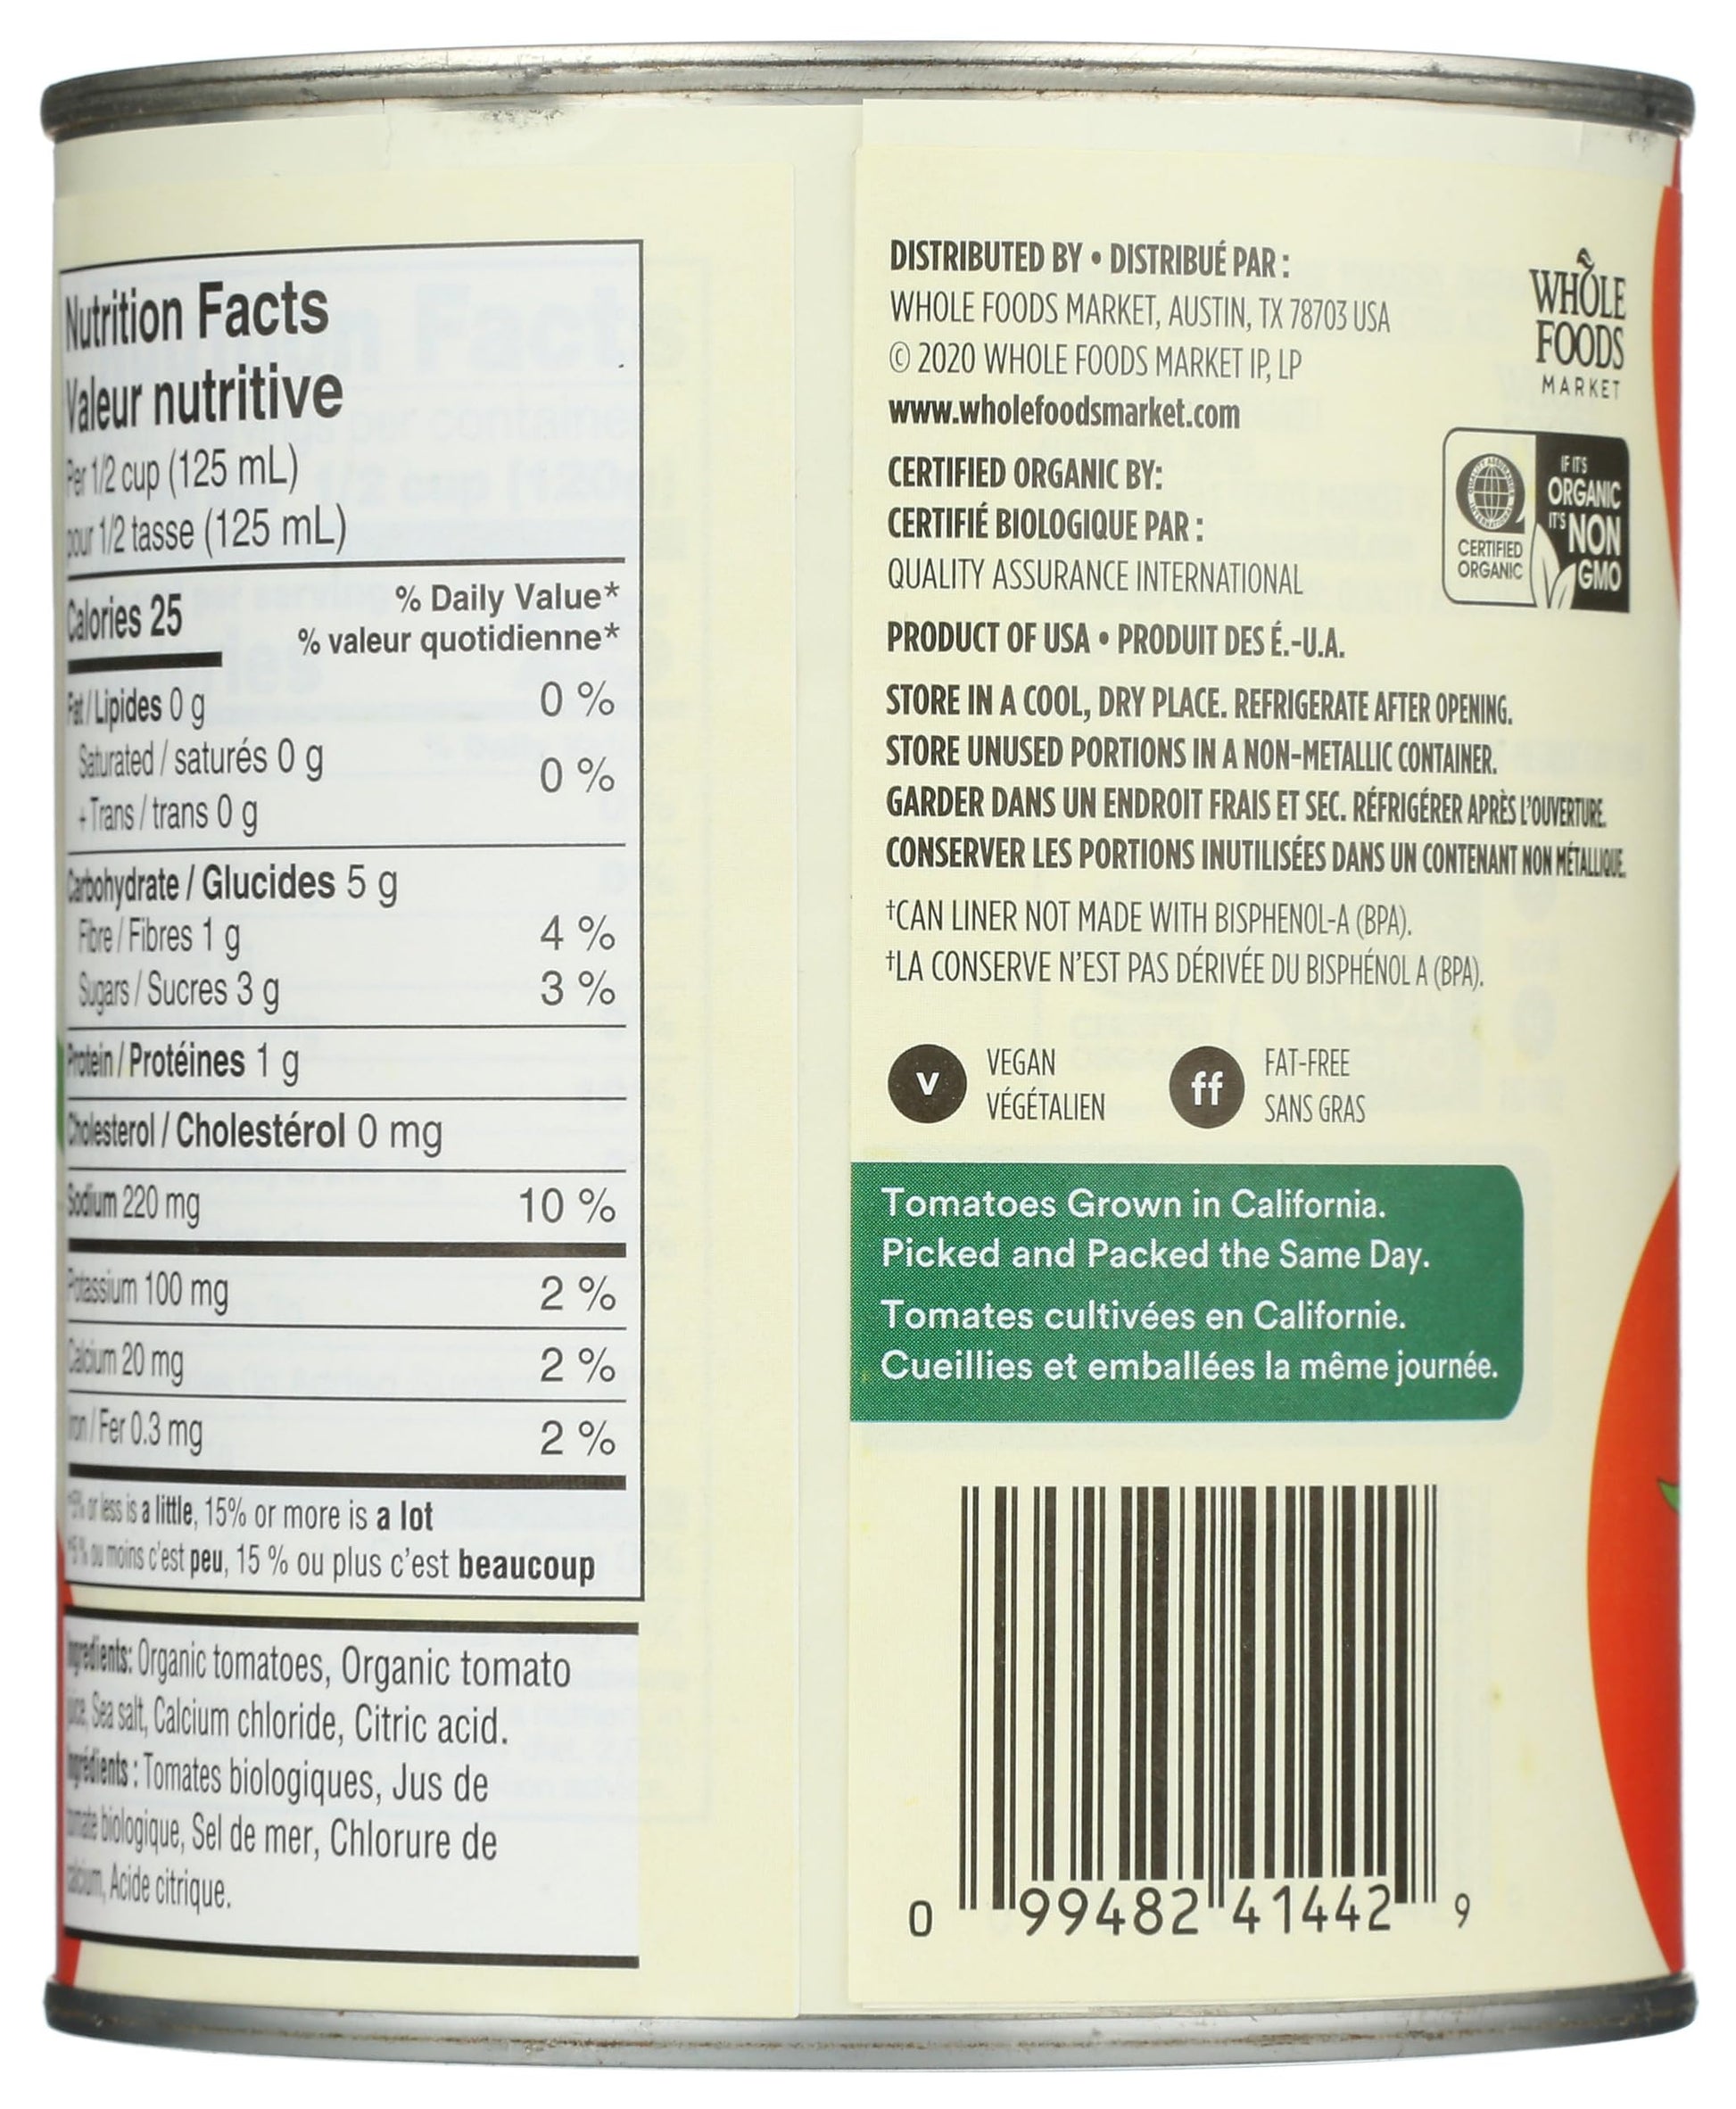 Nutrition Facts
Valeur nutritive
Per 1/2 cup (125 mL)
pour 1/2 tasse (125 mL)
Calories 25
% Daily Value*
% valeur quotidienne*
Fat / Lipides 0 g 0 %
Saturated / saturés 0 g
+ Trans / trans 0 g 0 %
Carbohydrate / Glucides 5 g
Fibre / Fibres 1 g 4 %
Sugars / Sucres 3 g 3 %
Protein / Protéines 1 g
Cholesterol / Cholestérol 0 mg
Sodium 220 mg 10 %
Potassium 100 mg 2 %
Calcium 20 mg 2 %
Iron / Fer 0.3 mg 2 %
*5% or less is a little, 15% or more is a lot
*5 % ou moins c'est peu, 15 % ou plus c'est beaucoup
Ingredients: Organic tomatoes, Organic tomato
juice, Sea salt, Calcium chloride, Citric acid.
Ingrédients : Tomates biologiques, Jus de
tomate biologique, Sel de mer, Chlorure de
calcium, Acide citrique.
DISTRIBUTED BY • DISTRIBUÉ PAR :
WHOLE FOODS MARKET, AUSTIN, TX 78703 USA
© 2020 WHOLE FOODS MARKET IP, LP
www.wholefoodsmarket.com
CERTIFIED ORGANIC BY:
CERTIFIÉ BIOLOGIQUE PAR :
QUALITY ASSURANCE INTERNATIONAL
PRODUCT OF USA • PRODUIT DES É.-U.A.
WHOLE
FOODS
MARKET
CERTIFIED
ORGANIC
IF IT'S
ORGANIC
IT'S NON
GMO
STORE IN A COOL, DRY PLACE. REFRIGERATE AFTER OPENING.
STORE UNUSED PORTIONS IN A NON-METALLIC CONTAINER.
GARDER DANS UN ENDROIT FRAIS ET SEC. RÉFRIGÉRER APRÈS L'OUVERTURE.
CONSERVER LES PORTIONS INUTILISÉES DANS UN CONTENANT NON MÉTALLIQUE.
†CAN LINER NOT MADE WITH BISPHENOL-A (BPA).
†LA CONSERVE N'EST PAS DÉRIVÉE DU BISPHÉNOL A (BPA).
V
VEGAN
VÉGÉTALIEN
ff
FAT-FREE
SANS GRAS
Tomatoes Grown in California.
Picked and Packed the Same Day.
Tomates cultivées en Californie.
Cueillies et emballées la même journée.
0 99482 41442 9